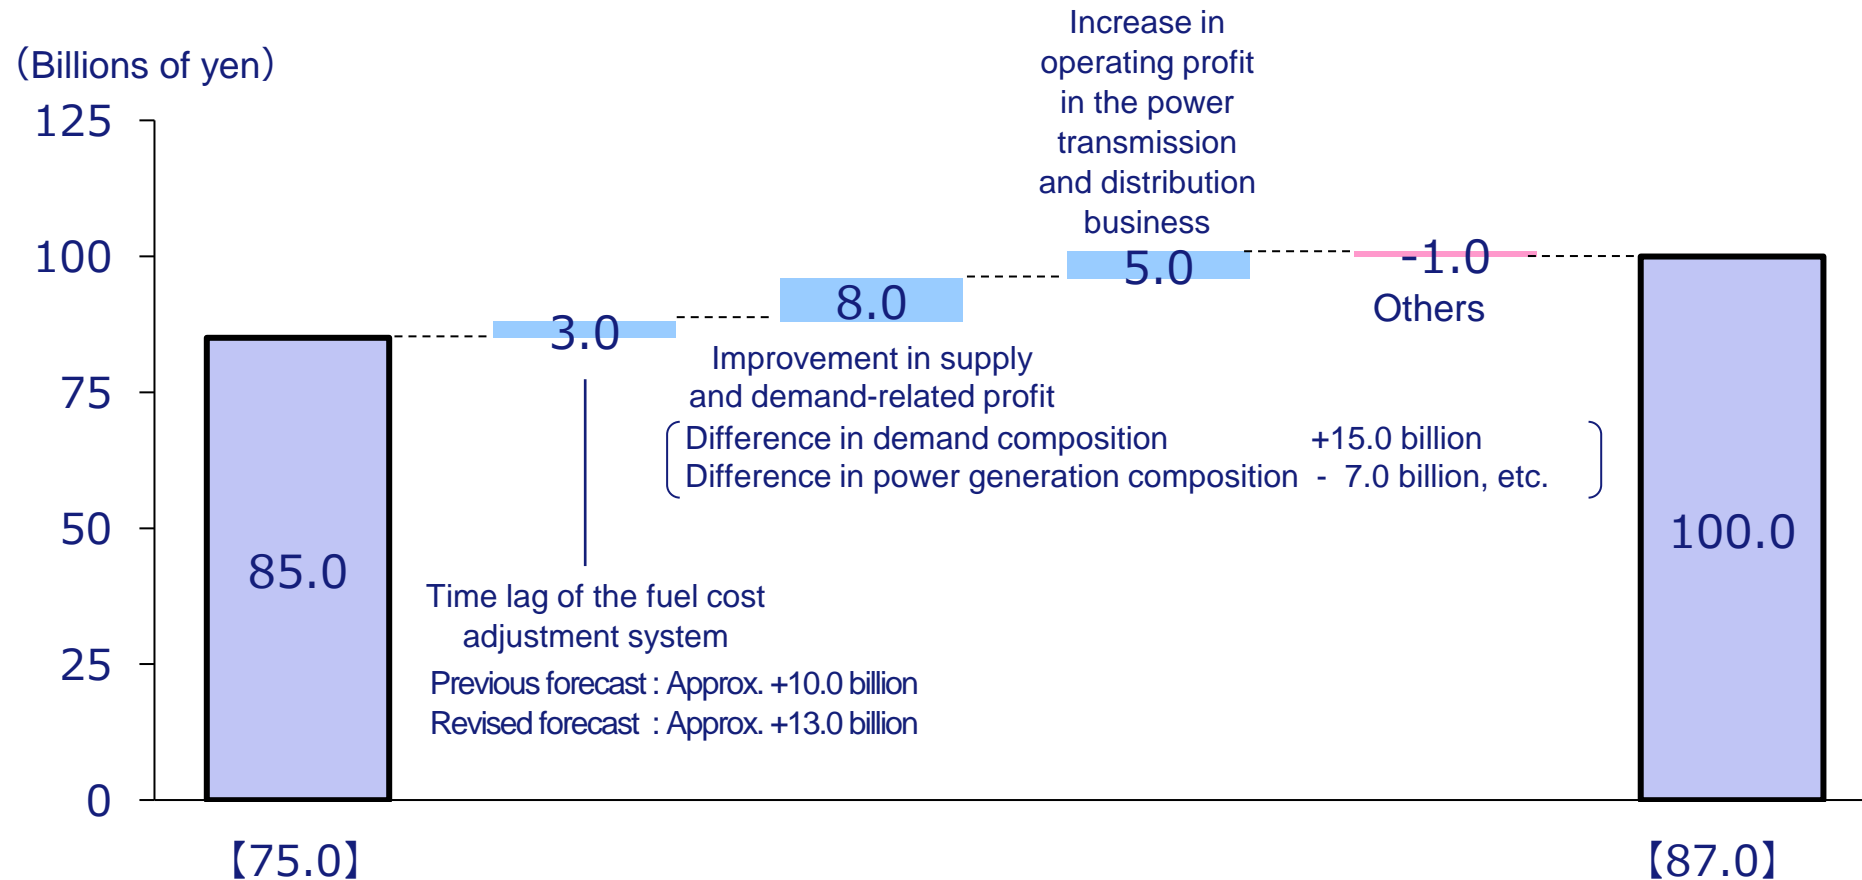 （Billions of yen）
125
100
75
50
25
0
85.0
【75.0】
3.0
Time lag of the fuel cost
adjustment system
Previous forecast : Approx. +10.0 billion
Revised forecast : Approx. +13.0 billion
8.0
Improvement in supply
and demand-related profit
Difference in demand composition +15.0 billion
Difference in power generation composition - 7.0 billion, etc.
Increase in
operating profit
in the power
transmission
and distribution
business
5.0
-1.0
Others
100.0
【87.0】